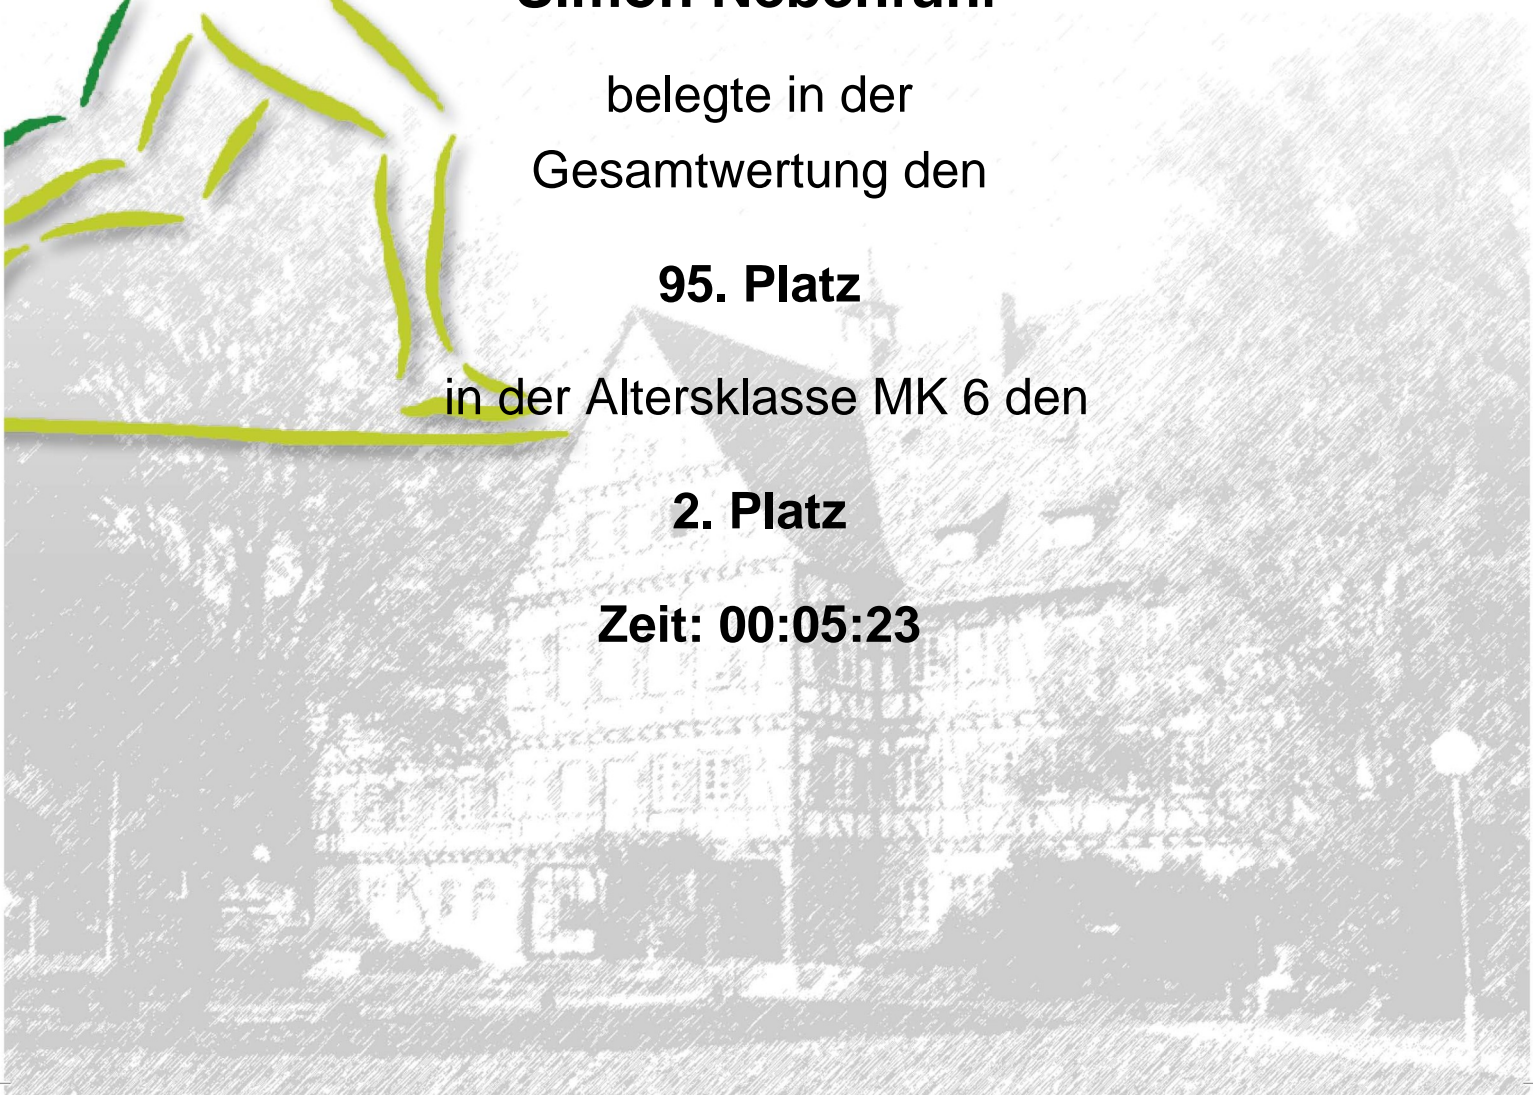 belegte in der
Gesamtwertung den
95. Platz
in der Altersklasse MK 6 den
2. Platz
Zeit: 00:05:23